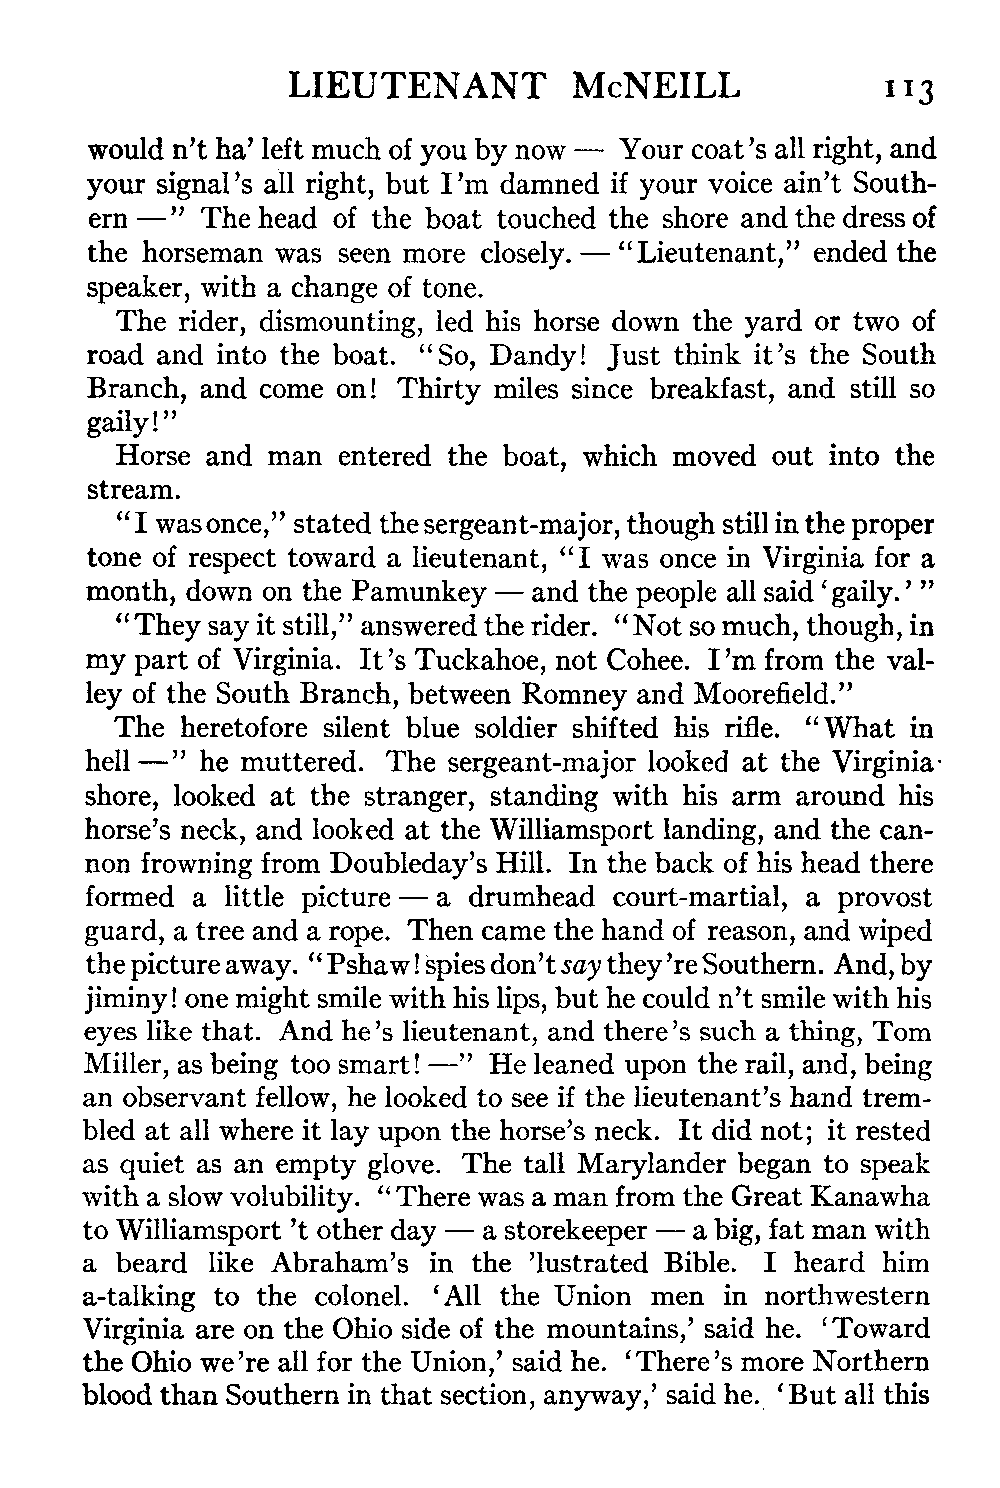 LIEUTENANT McNEILL 113
would n't ha' left much of you by now — Your coat's all right, and
your signal's all right, but I'm damned if your voice ain't South-
ern —" The head of the boat touched the shore and the dress of
the horseman was seen more closely. — "Lieutenant," ended the
speaker, with a change of tone.
The rider, dismounting, led his horse down the yard or two of
road and into the boat. "So, Dandy! Just think it's the South
Branch, and come on! Thirty miles since breakfast, and still so
gaily!"
Horse and man entered the boat, which moved out into the
stream.
"I was once," stated the sergeant-major, though still in the proper
tone of respect toward a lieutenant, "I was once in Virginia for a
month, down on the Pamunkey — and the people all said 'gaily.'"
"They say it still," answered the rider. "Not so much, though, in
my part of Virginia. It's Tuckahoe, not Cohee. I'm from the val-
ley of the South Branch, between Romney and Moorefield."
The heretofore silent blue soldier shifted his rifle. "What in
hell —" he muttered. The sergeant-major looked at the Virginia
shore, looked at the stranger, standing with his arm around his
horse's neck, and looked at the Williamsport landing, and the can-
non frowning from Doubleday's Hill. In the back of his head there
formed a little picture — a drumhead court-martial, a provost
guard, a tree and a rope. Then came the hand of reason, and wiped
the picture away. "Pshaw! spies don't say they're Southern. And, by
jiminy! one might smile with his lips, but he could n't smile with his
eyes like that. And he's lieutenant, and there's such a thing, Tom
Miller, as being too smart! —" He leaned upon the rail, and, being
an observant fellow, he looked to see if the lieutenant's hand trem-
bled at all where it lay upon the horse's neck. It did not; it rested
as quiet as an empty glove. The tall Marylander began to speak
with a slow volubility. "There was a man from the Great Kanawha
to Williamsport 't other day — a storekeeper — a big, fat man with
a beard like Abraham's in the 'lustrated Bible. I heard him
a-talking to the colonel. 'All the Union men in northwestern
Virginia are on the Ohio side of the mountains,' said he. 'Toward
the Ohio we're all for the Union,' said he. 'There's more Northern
blood than Southern in that section, anyway,' said he. 'But all this